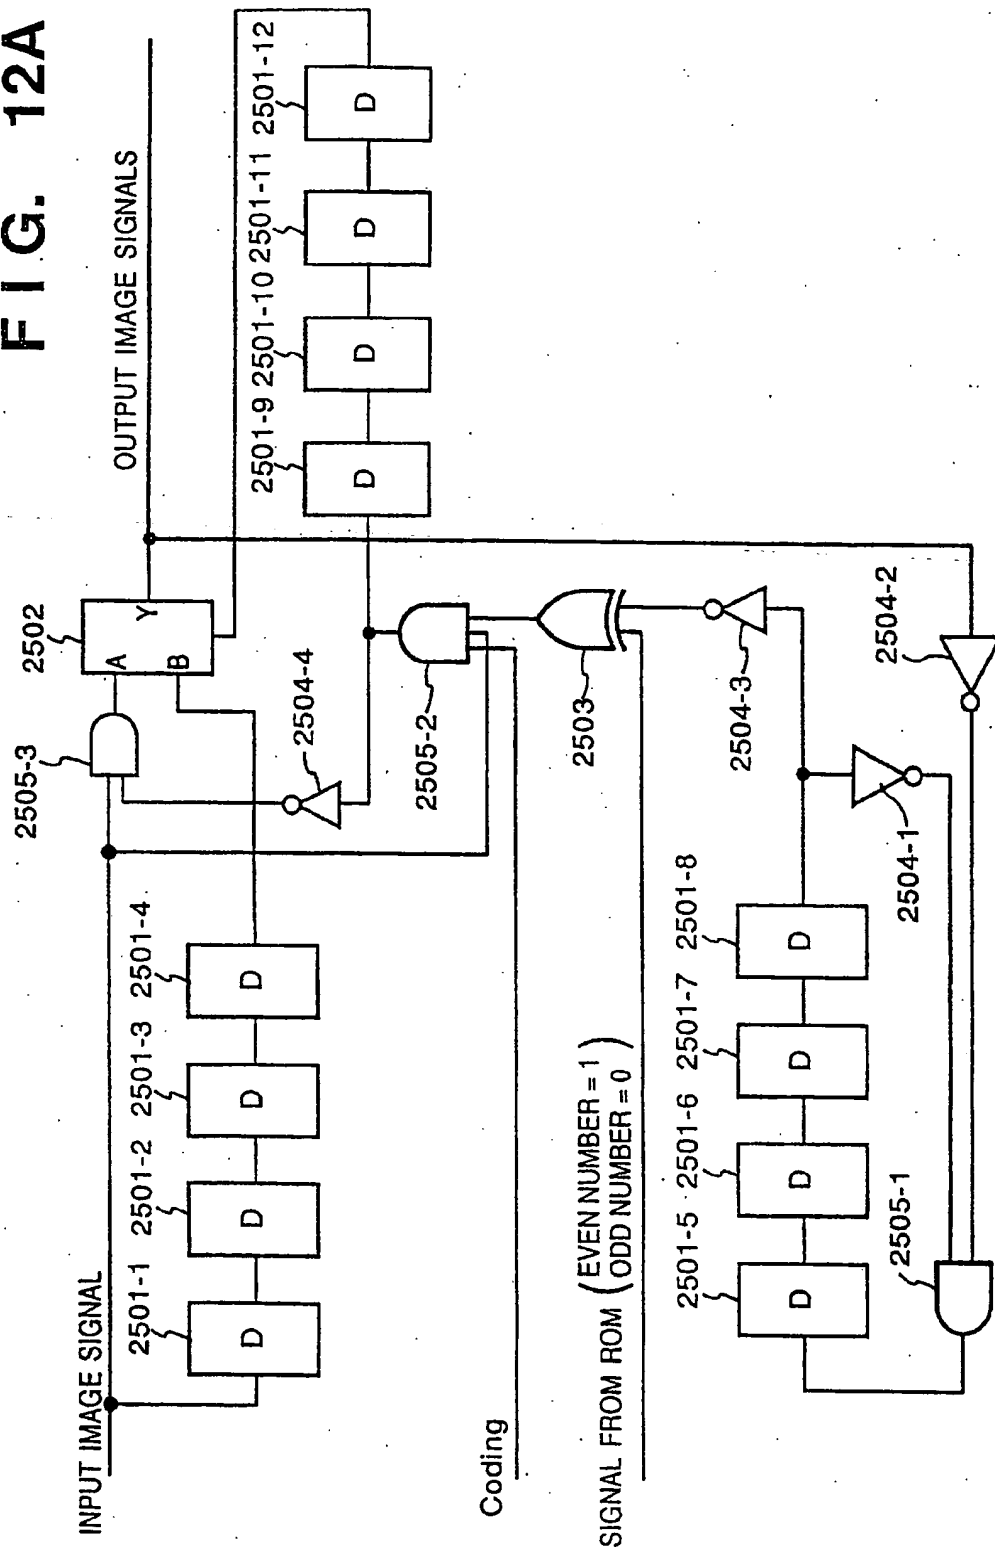 FIG. 12A
INPUT IMAGE SIGNAL
OUTPUT IMAGE SIGNALS
2505-3
2502
A
B
Y
2501-1
2501-2
2501-3
2501-4
D
D
D
D
2504-4
2501-9
2501-10
2501-11
2501-12
D
D
D
D
Coding
2505-2
SIGNAL FROM ROM (EVEN NUMBER = 1
ODD NUMBER = 0)
2503
2504-3
2501-5
2501-6
2501-7
2501-8
D
D
D
D
2504-1
2504-2
2505-1